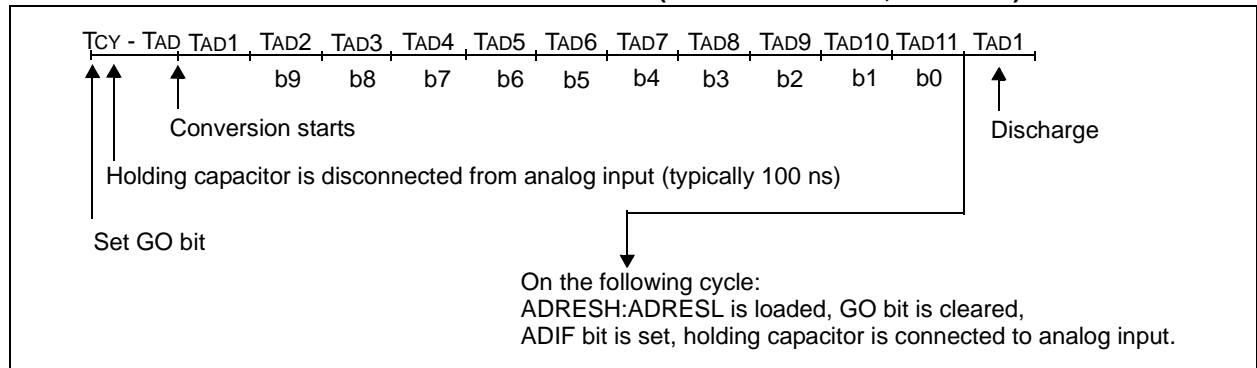 TCY - TAD TAD1 TAD2 TAD3 TAD4 TAD5 TAD6 TAD7 TAD8 TAD9 TAD10 TAD11 TAD1
b9 b8 b7 b6 b5 b4 b3 b2 b1 b0
Conversion starts
Discharge
Holding capacitor is disconnected from analog input (typically 100 ns)
Set GO bit
On the following cycle:
ADRESH:ADRESL is loaded, GO bit is cleared,
ADIF bit is set, holding capacitor is connected to analog input.